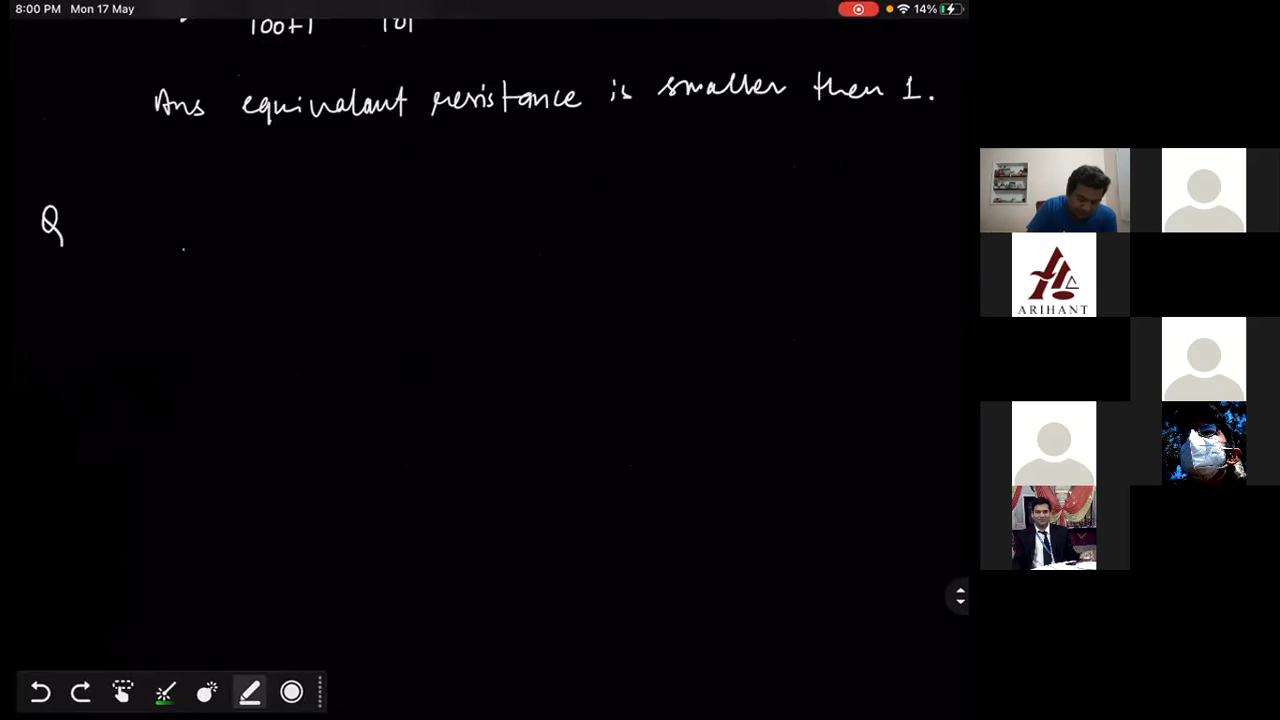 8:00 PM Mon 17 May
14%
100+1 101
Ans equivalant resistance is smaller then 1.
Q
ARIHANT